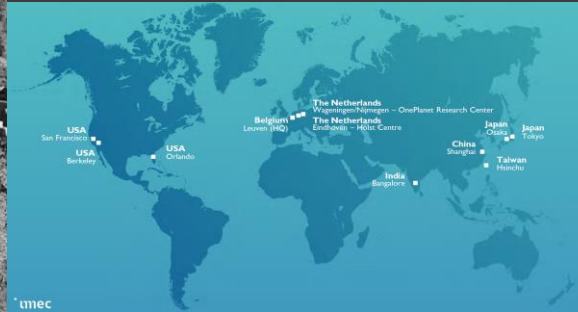 USA
San Francisco
USA
Berkeley
USA
Orlando
The Netherlands
Wageningen/Nijmegen – OnePlanet Research Center
Belgium
Leuven (HQ)
The Netherlands
Eindhoven – Holst Centre
Japan
Osaka
Japan
Tokyo
China
Shanghai
Taiwan
Hsinchu
India
Bangalore
imec